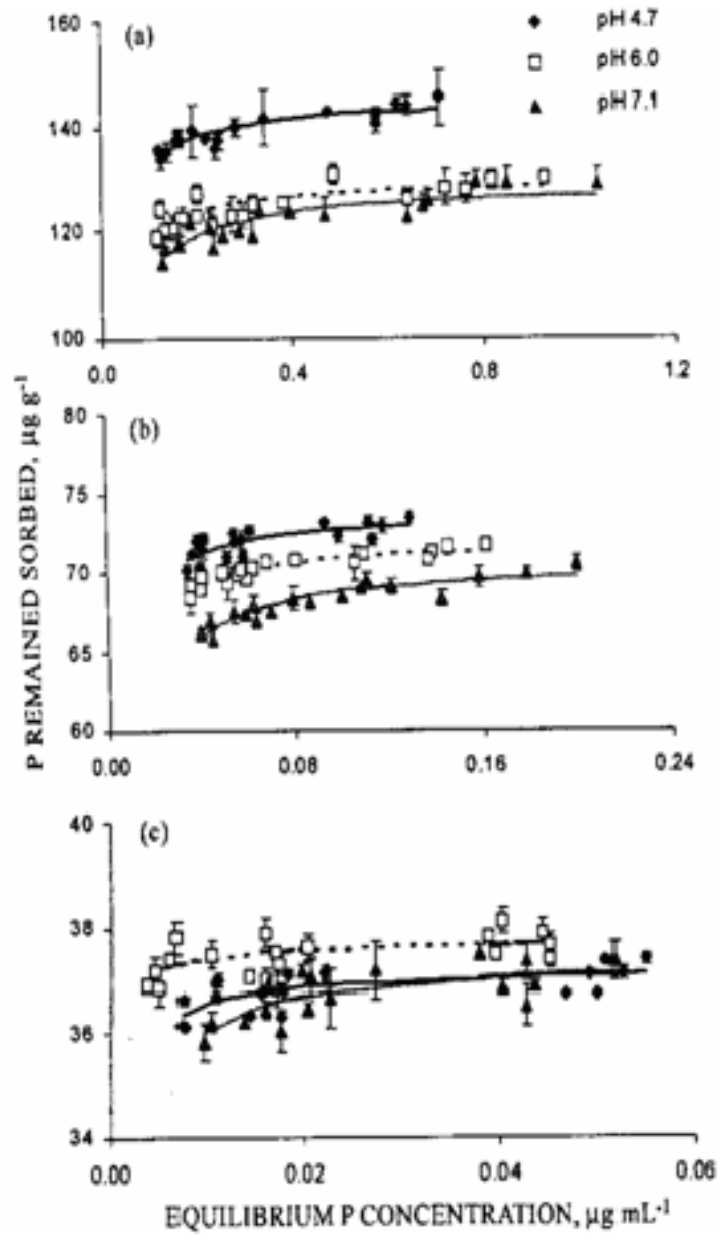 (a)
pH 4.7
pH 6.0
pH 7.1
160
140
120
100
0.0 0.4 0.8 1.2
(b)
80
75
70
65
60
0.00 0.08 0.16 0.24
(c)
40
38
36
34
0.00 0.02 0.04 0.06
P REMAINED SORBED, µg g-1
EQUILIBRIUM P CONCENTRATION, µg mL-1